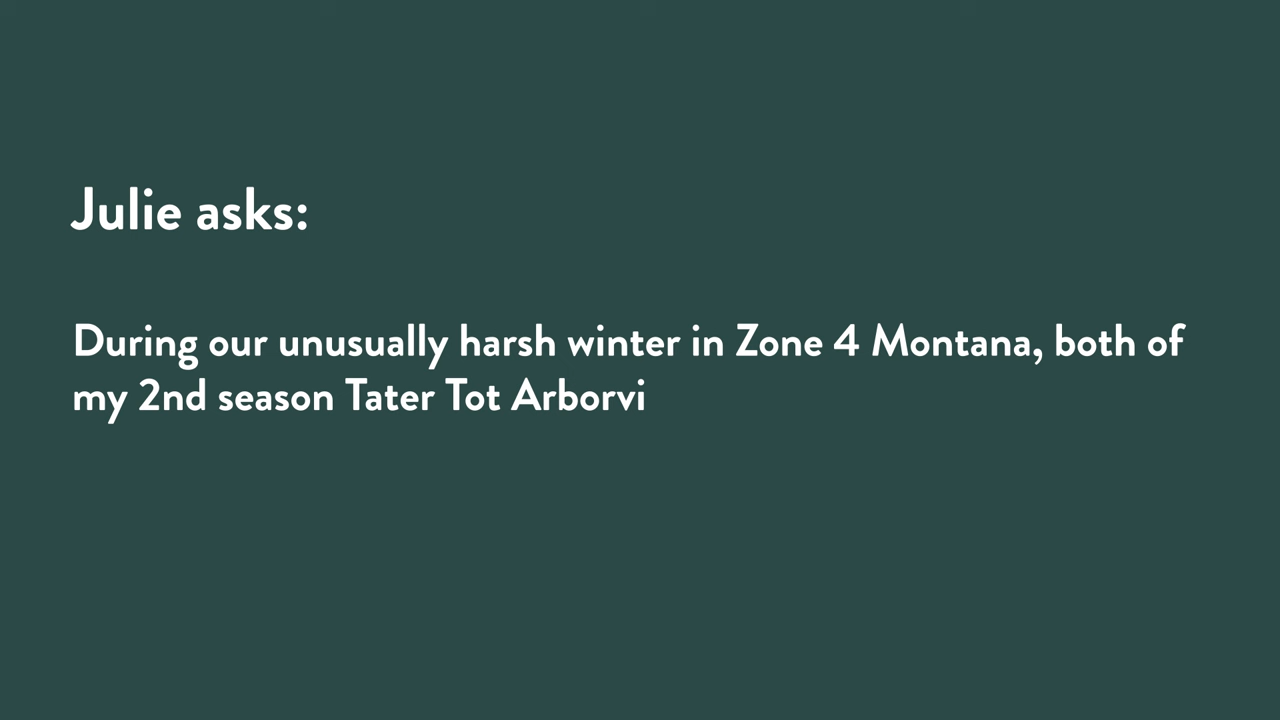 Julie asks:
During our unusually harsh winter in Zone 4 Montana, both of
my 2nd season Tater Tot Arborvi